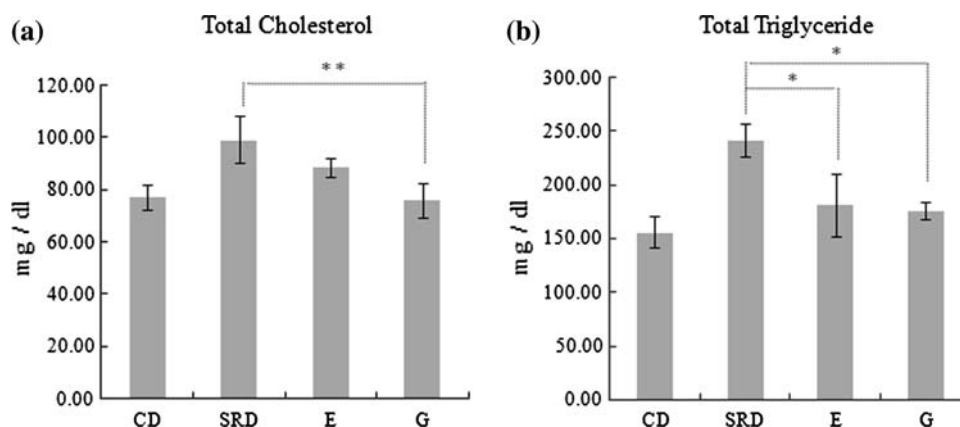 (a) Total Cholesterol
**
120.00
100.00
80.00
60.00
40.00
20.00
0.00
mg / dl
CD SRD E G
(b) Total Triglyceride
*
*
300.00
250.00
200.00
150.00
100.00
50.00
0.00
mg / dl
CD SRD E G